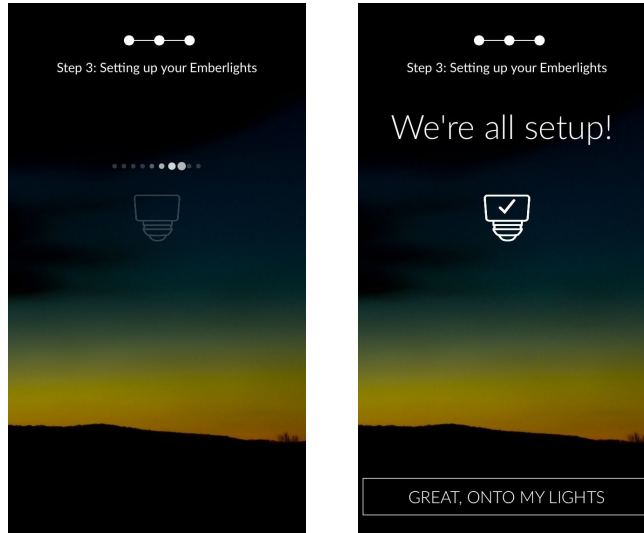 Step 3: Setting up your Emberlights
Step 3: Setting up your Emberlights
We're all setup!
GREAT, ONTO MY LIGHTS